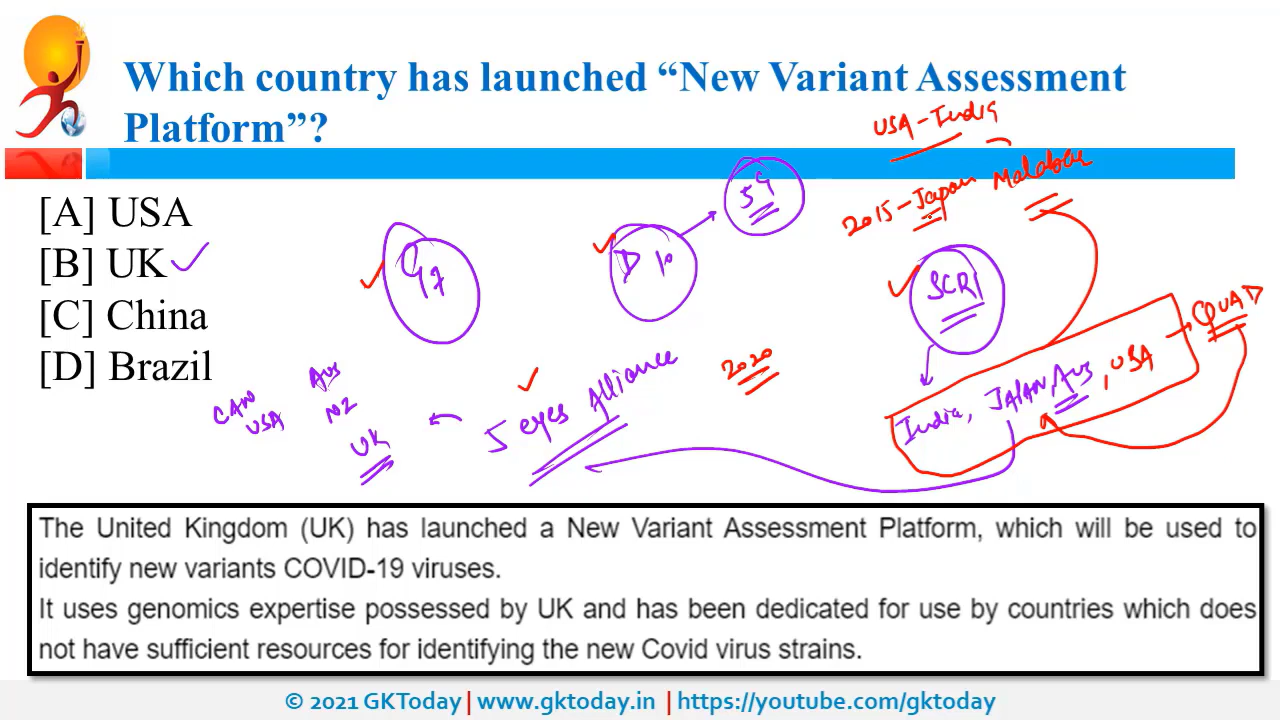 Which country has launched “New Variant Assessment
Platform”?
USA - India
2015 - Japan Malabar
[A] USA
[B] UK
[C] China
[D] Brazil
G7
D 10
5G
SCRI
QUAD
India, JAPAN, Aus, USA
2020
5 eyes Alliance
CAN
USA
Aus
NZ
UK
The United Kingdom (UK) has launched a New Variant Assessment Platform, which will be used to
identify new variants COVID-19 viruses.
It uses genomics expertise possessed by UK and has been dedicated for use by countries which does
not have sufficient resources for identifying the new Covid virus strains.
© 2021 GKToday | www.gktoday.in | https://youtube.com/gktoday